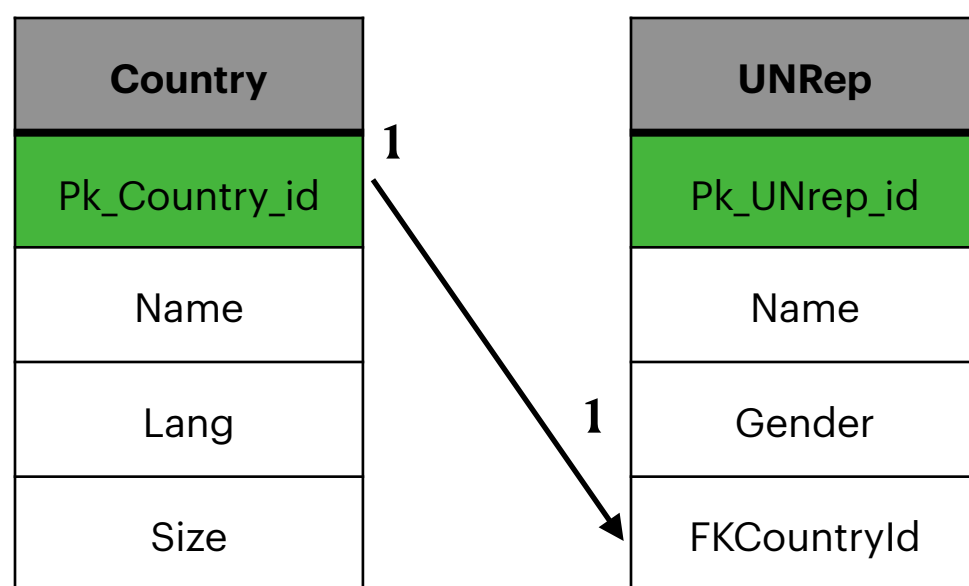 Country
Pk_Country_id
Name
Lang
Size
1
1
UNRep
Pk_UNrep_id
Name
Gender
FKCountryId